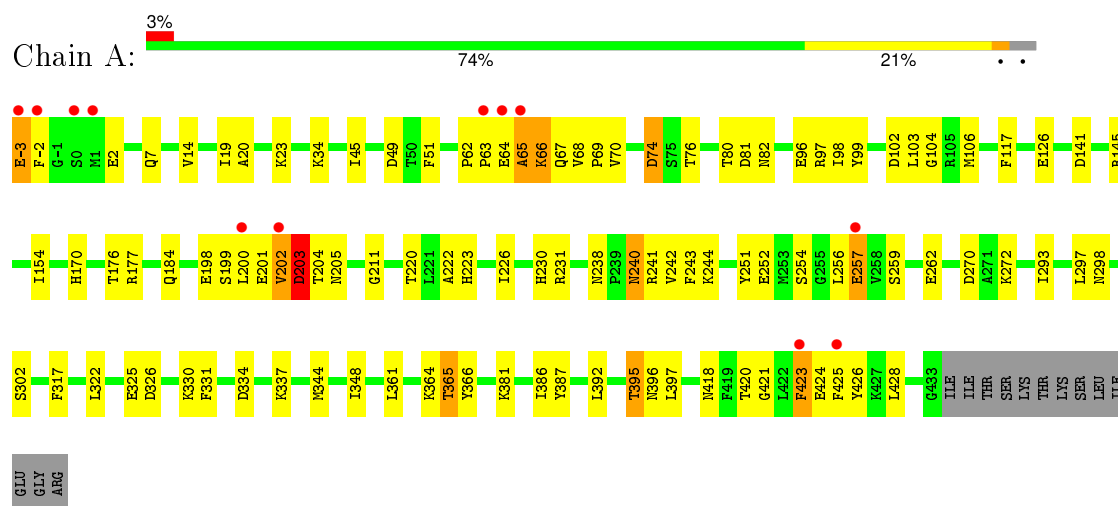 3%
Chain A:
74% 21% • •
E-3 F-2 G-1 S0 M1 E2 Q7 V14 I19 A20 K23 K34 I45 D49 T50 F51 P62 P63 E64 A65 K66 Q67 V68 P69 V70 D74 S75 T76 T80 D81 N82 E96 R97 I98 Y99 D102 L103 G104 R105 M106 F117 E126 D141
I154 H170 T176 R177 Q184 E198 S199 L200 E201 V202 D203 T204 N205 G211 T220 L221 A222 H223 I226 H230 R231 N238 P239 N240 R241 V242 F243 K244 Y251 E252 M253 S254 G255 L256 E257 V258 S259 E262 D270 A271 K272 I293 L297 N298
S302 F317 L322 E325 D326 K330 F331 D334 K337 M344 I348 L361 K364 T365 Y366 K381 I386 Y387 L392 T395 N396 L397 N418 F419 T420 G421 L422 F423 E424 F425 Y426 K427 L428 G433 ILE ILE THR SER LYS THR LYS SER LEU ILE
GLU GLY ARG